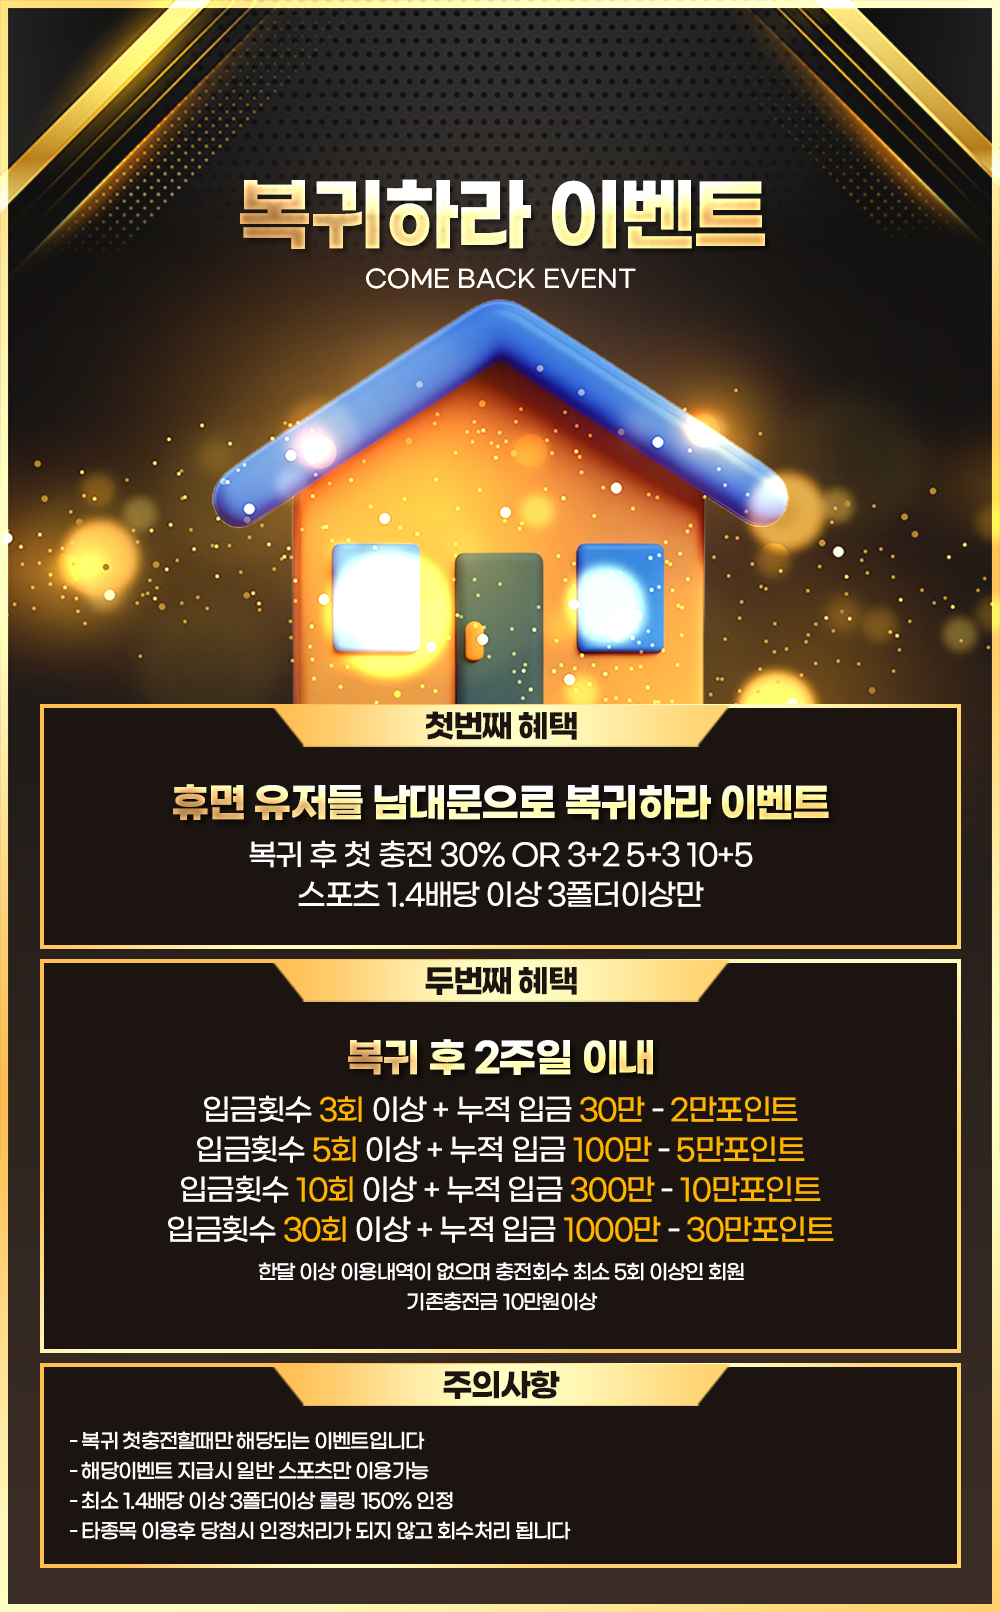 복귀하라 이벤트
COME BACK EVENT
첫번째 혜택
휴면 유저들 남대문으로 복귀하라 이벤트
복귀 후 첫 충전 30% OR 3+2 5+3 10+5
스포츠 1.4배당 이상 3폴더이상만
두번째 혜택
복귀 후 2주일 이내
입금횟수 3회 이상 + 누적 입금 30만 - 2만포인트
입금횟수 5회 이상 + 누적 입금 100만 - 5만포인트
입금횟수 10회 이상 + 누적 입금 300만 - 10만포인트
입금횟수 30회 이상 + 누적 입금 1000만 - 30만포인트
한달 이상 이용내역이 없으며 충전회수 최소 5회 이상인 회원
기존충전금 10만원이상
주의사항
- 복귀 첫충전할때만 해당되는 이벤트입니다
- 해당이벤트 지급시 일반 스포츠만 이용가능
- 최소 1.4배당 이상 3폴더이상 롤링 150% 인정
- 타종목 이용후 당첨시 인정처리가 되지 않고 회수처리 됩니다